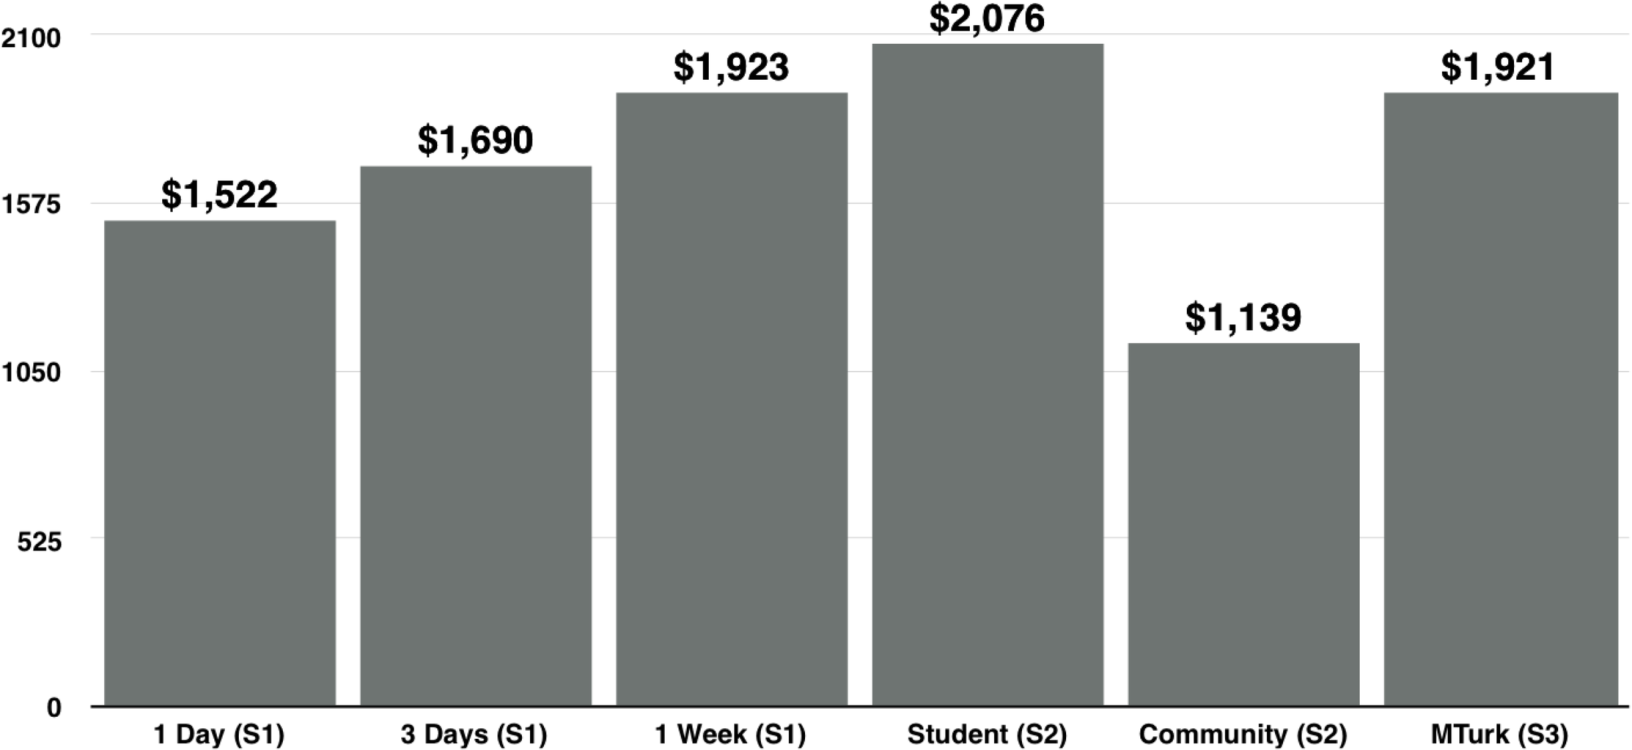 $2,076
2100
$1,923
$1,921
$1,690
$1,522
1575
$1,139
1050
525
0
1 Day (S1)
3 Days (S1)
1 Week (S1)
Student (S2)
Community (S2)
MTurk (S3)